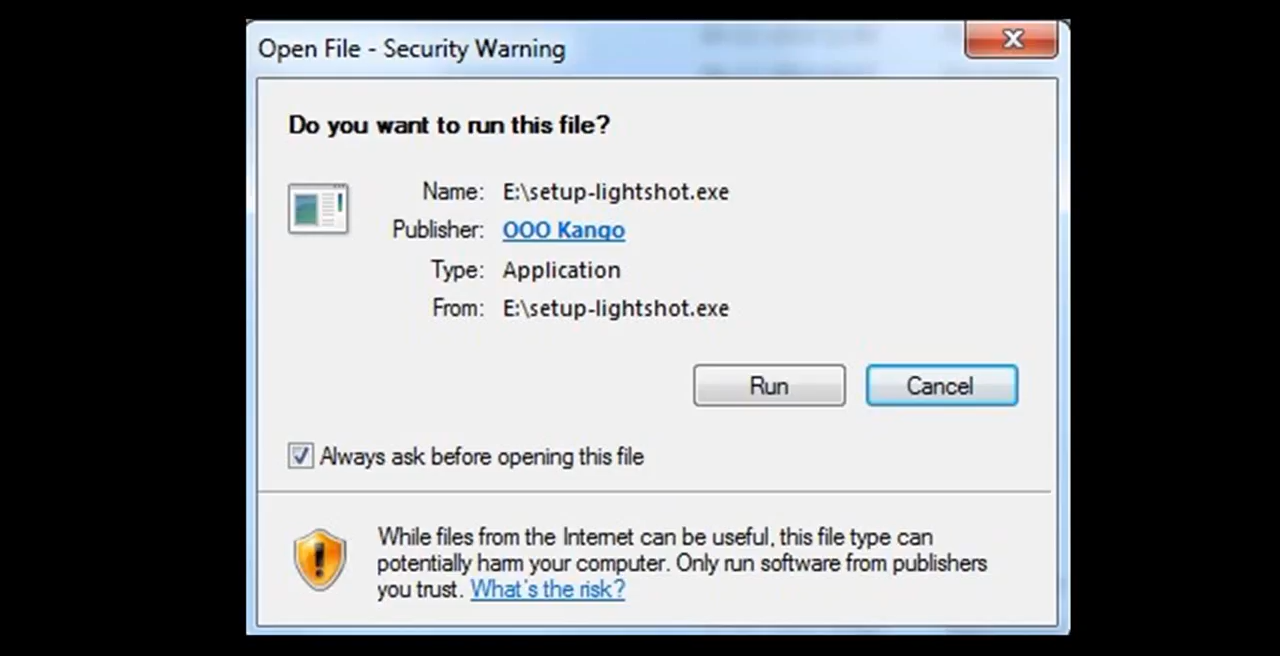 Open File - Security Warning
Do you want to run this file?
Name: E:\setup-lightshot.exe
Publisher: OOO Kango
Type: Application
From: E:\setup-lightshot.exe
Run Cancel
Always ask before opening this file
While files from the Internet can be useful, this file type can
potentially harm your computer. Only run software from publishers
you trust. What's the risk?